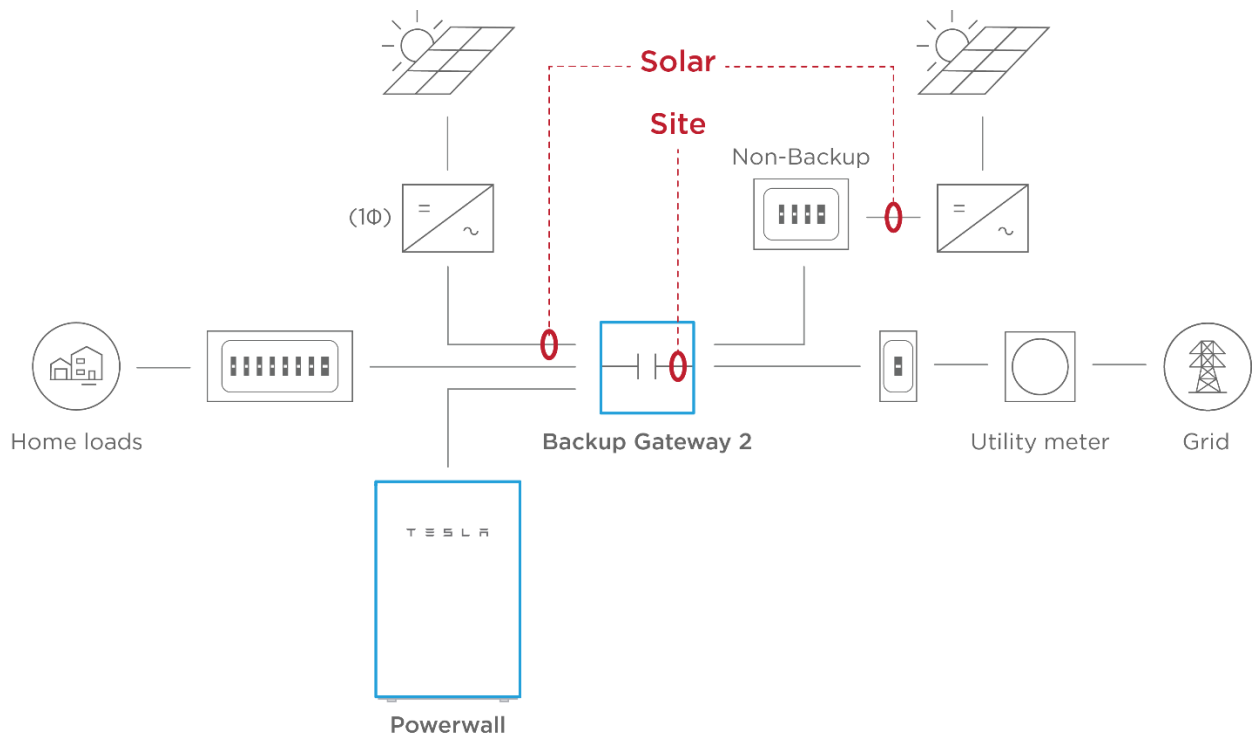 Solar
Site
Non-Backup
(1Φ)
Home loads
Backup Gateway 2
Utility meter
Grid
TESLA
Powerwall